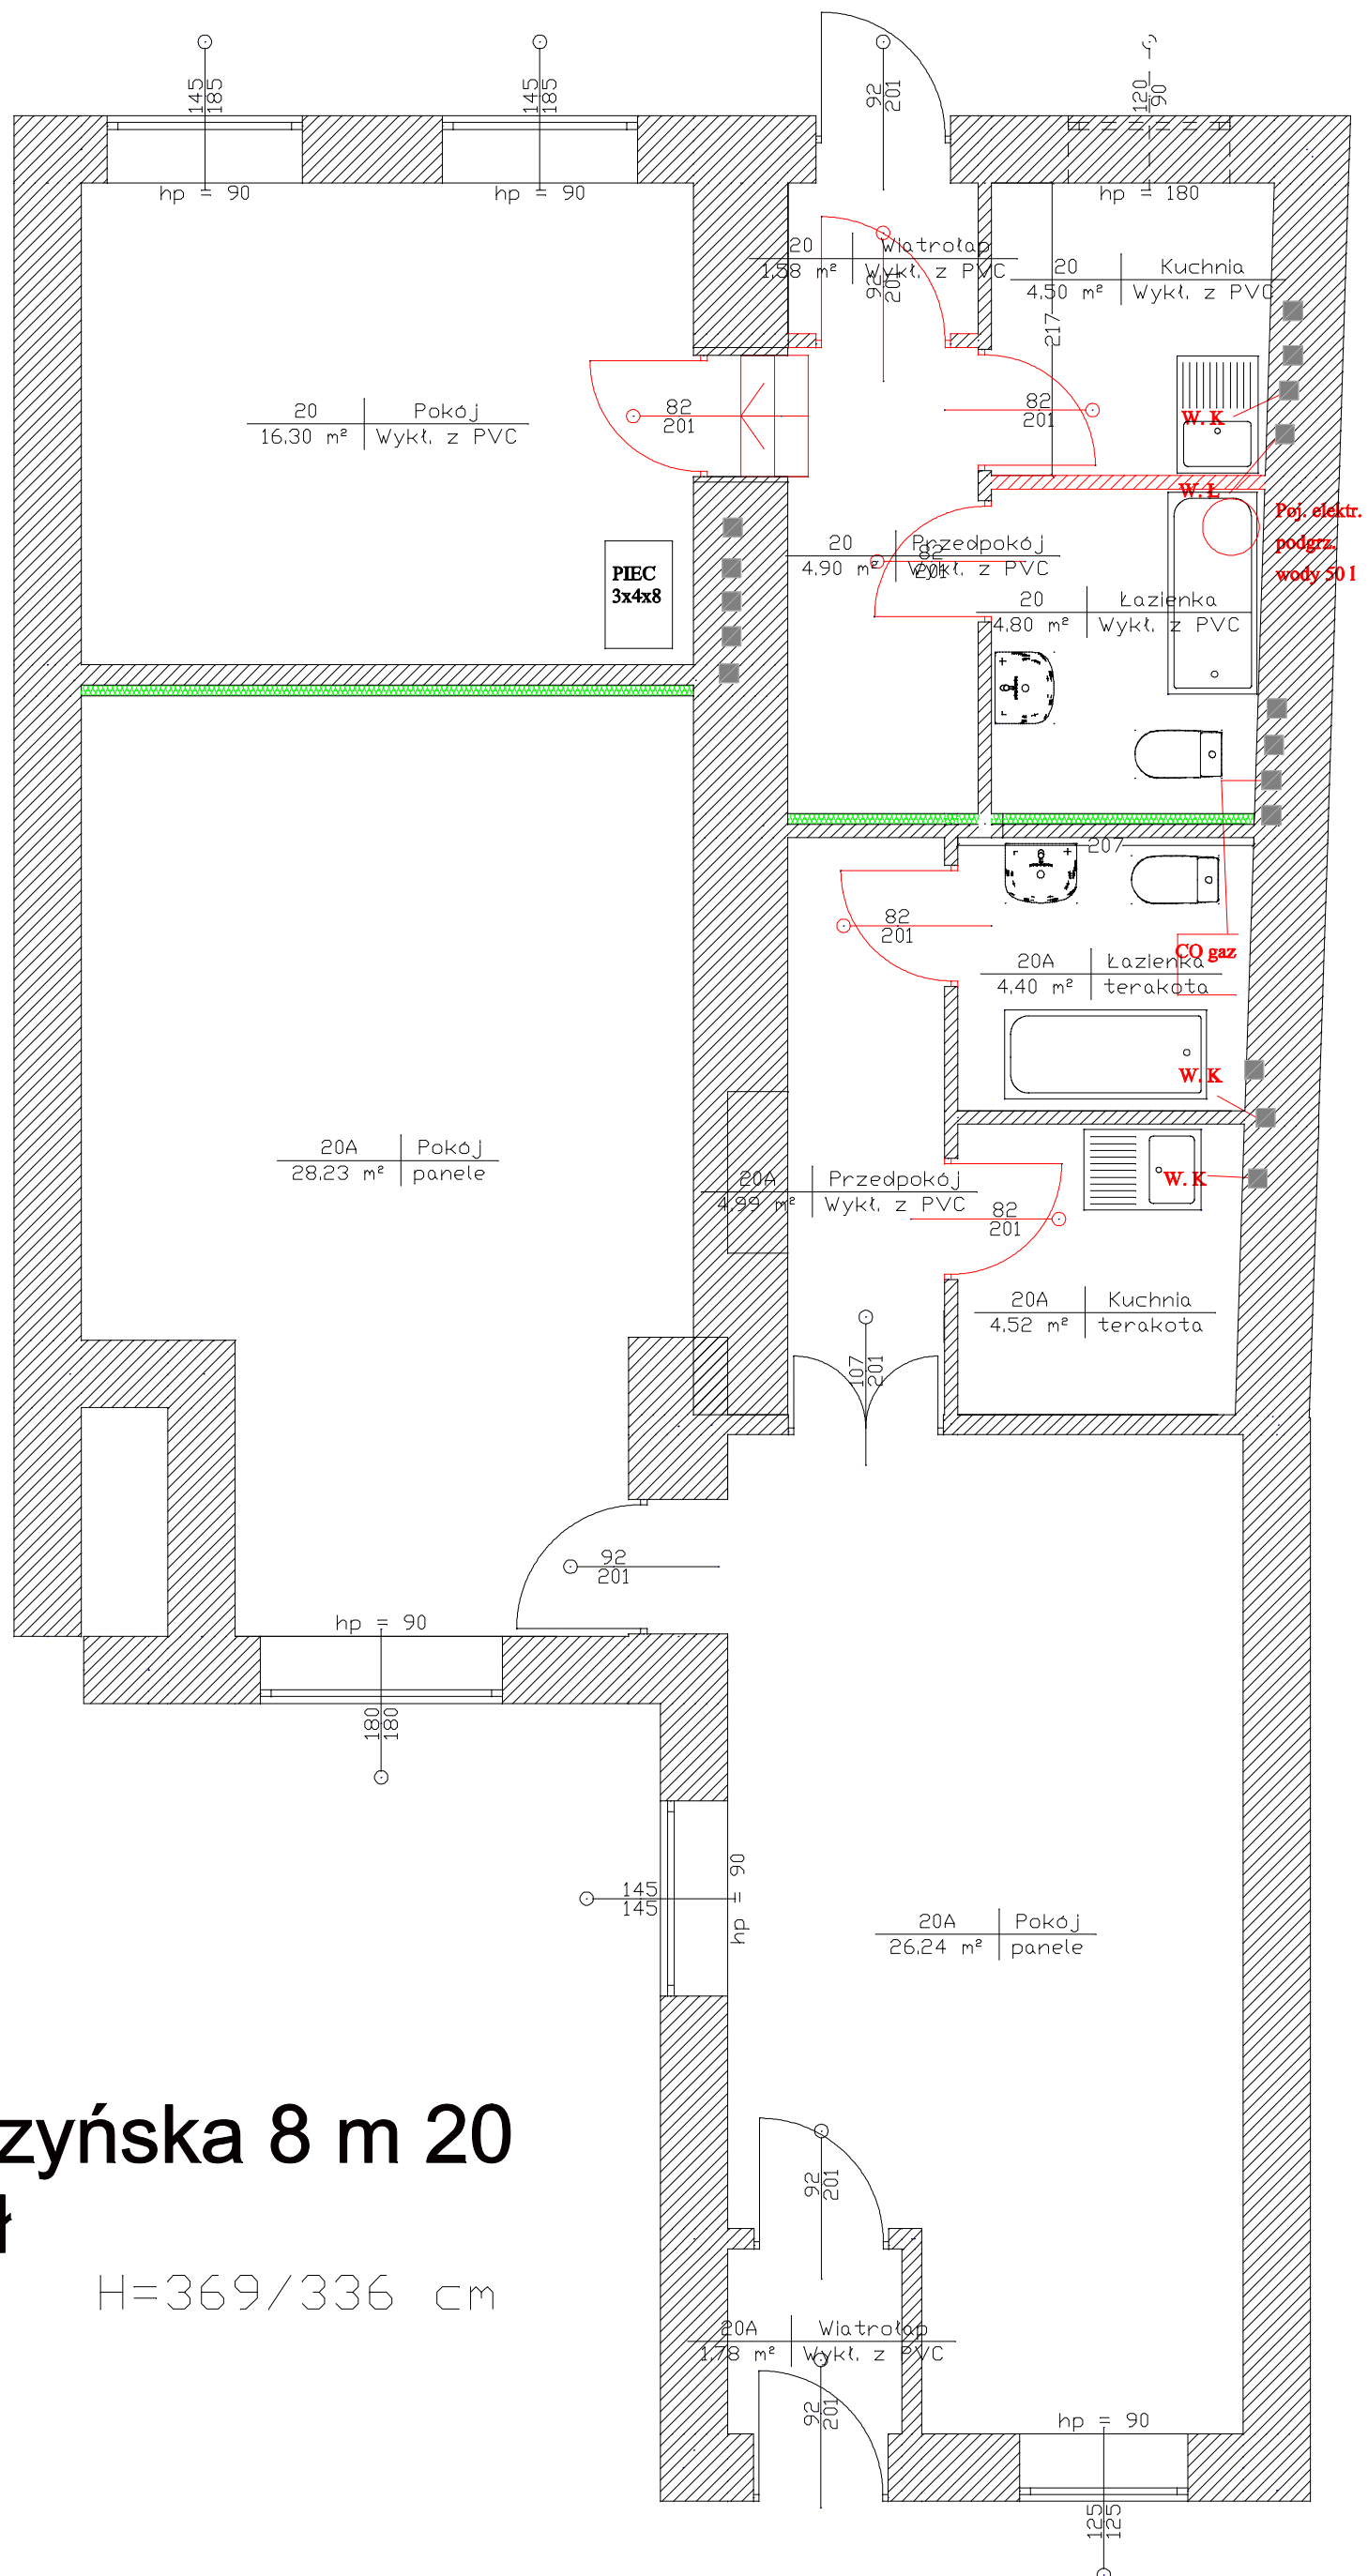 145
185
145
185
92
201
120
90
hp = 90
hp = 90
hp = 180
20 Wiatrołap
1,58 m² Wykł. z PVC
92
201
20 Kuchnia
4,50 m² Wykł. z PVC
217
20 Pokój
16,30 m² Wykł. z PVC
82
201
82
201
W. K
W. Ł
Poj. elektr.
podgrz.
wody 50 l
PIEC
3x4x8
20 Przedpokój
4,90 m² Wykł. z PVC
82
201
20 Łazienka
4,80 m² Wykł. z PVC
207
82
201
CO gaz
20A Łazienka
4,40 m² terakota
W. K
20A Pokój
28,23 m² panele
20A Przedpokój
4,99 m² Wykł. z PVC
W. K
82
201
20A Kuchnia
4,52 m² terakota
107
201
92
201
hp = 90
180
180
145
145
hp = 90
20A Pokój
26,24 m² panele
zyńska 8 m 20
ł
H=369/336 cm
92
201
20A Wiatrołap
1,78 m² Wykł. z PVC
92
201
hp = 90
125
125